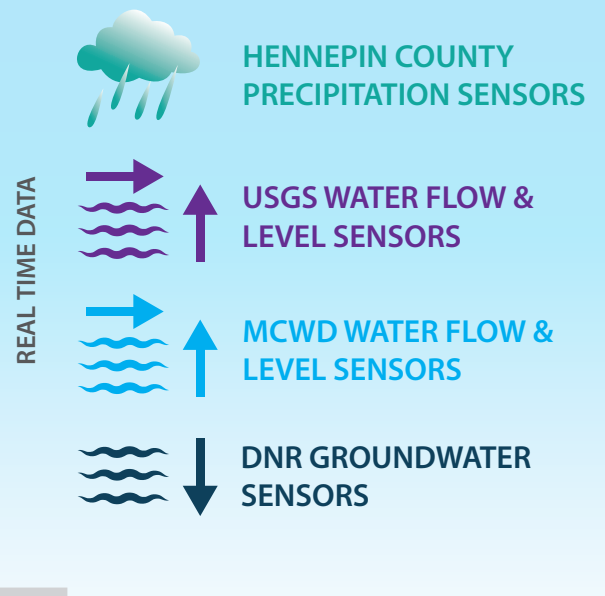 REAL TIME DATA
HENNEPIN COUNTY
PRECIPITATION SENSORS
USGS WATER FLOW &
LEVEL SENSORS
MCWD WATER FLOW &
LEVEL SENSORS
DNR GROUNDWATER
SENSORS